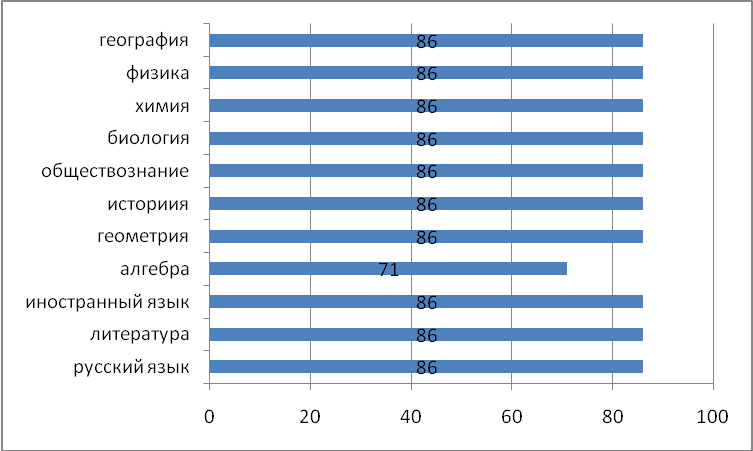 география 86
физика 86
химия 86
биология 86
обществознание 86
историия 86
геометрия 86
алгебра 71
иностранный язык 86
литература 86
русский язык 86
0 20 40 60 80 100